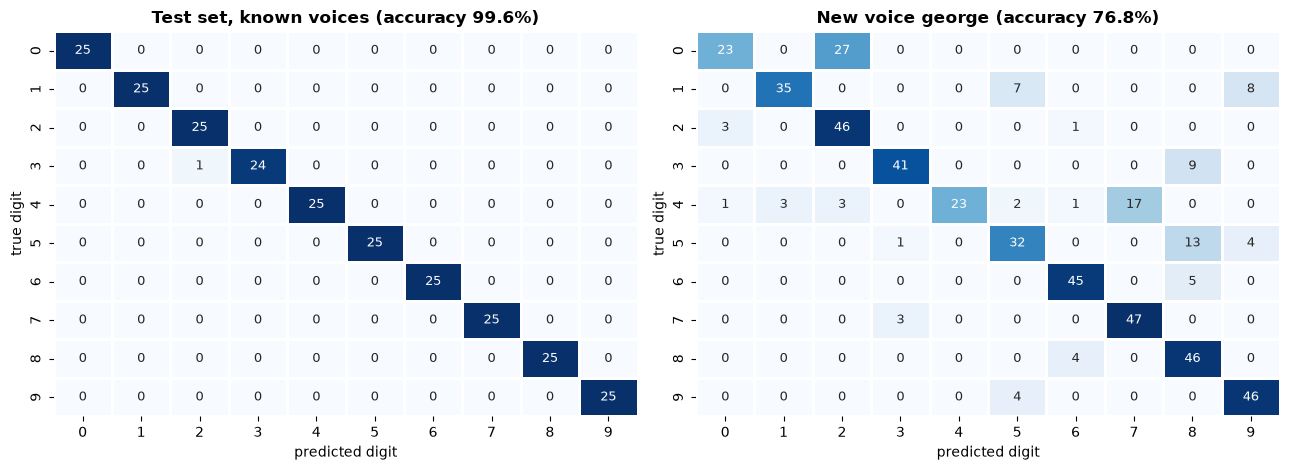 Test set, known voices (accuracy 99.6%)
0 25 0 0 0 0 0 0 0 0 0
1 0 25 0 0 0 0 0 0 0 0
2 0 0 25 0 0 0 0 0 0 0
3 0 0 1 24 0 0 0 0 0 0
4 0 0 0 0 25 0 0 0 0 0
5 0 0 0 0 0 25 0 0 0 0
6 0 0 0 0 0 0 25 0 0 0
7 0 0 0 0 0 0 0 25 0 0
8 0 0 0 0 0 0 0 0 25 0
9 0 0 0 0 0 0 0 0 0 25
0 1 2 3 4 5 6 7 8 9
predicted digit
true digit
New voice george (accuracy 76.8%)
0 23 0 27 0 0 0 0 0 0 0
1 0 35 0 0 0 7 0 0 0 8
2 3 0 46 0 0 0 1 0 0 0
3 0 0 0 41 0 0 0 0 9 0
4 1 3 3 0 23 2 1 17 0 0
5 0 0 0 1 0 32 0 0 13 4
6 0 0 0 0 0 0 45 0 5 0
7 0 0 0 3 0 0 0 47 0 0
8 0 0 0 0 0 0 4 0 46 0
9 0 0 0 0 0 4 0 0 0 46
0 1 2 3 4 5 6 7 8 9
predicted digit
true digit